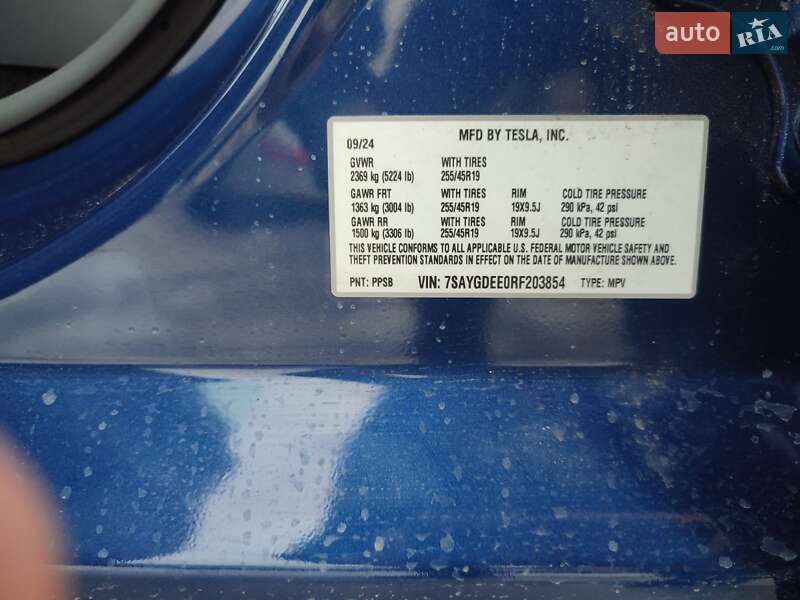 auto RIA.com
MFD BY TESLA, INC.
09/24
GVWR WITH TIRES
2369 kg (5224 lb) 255/45R19
GAWR FRT WITH TIRES RIM COLD TIRE PRESSURE
1363 kg (3004 lb) 255/45R19 19X9.5J 290 kPa, 42 psi
GAWR RR WITH TIRES RIM COLD TIRE PRESSURE
1500 kg (3306 lb) 255/45R19 19X9.5J 290 kPa, 42 psi
THIS VEHICLE CONFORMS TO ALL APPLICABLE U.S. FEDERAL MOTOR VEHICLE SAFETY AND
THEFT PREVENTION STANDARDS IN EFFECT ON THE DATE OF MANUFACTURE SHOWN ABOVE.
PNT: PPSB VIN: 7SAYGDEE0RF203854 TYPE: MPV